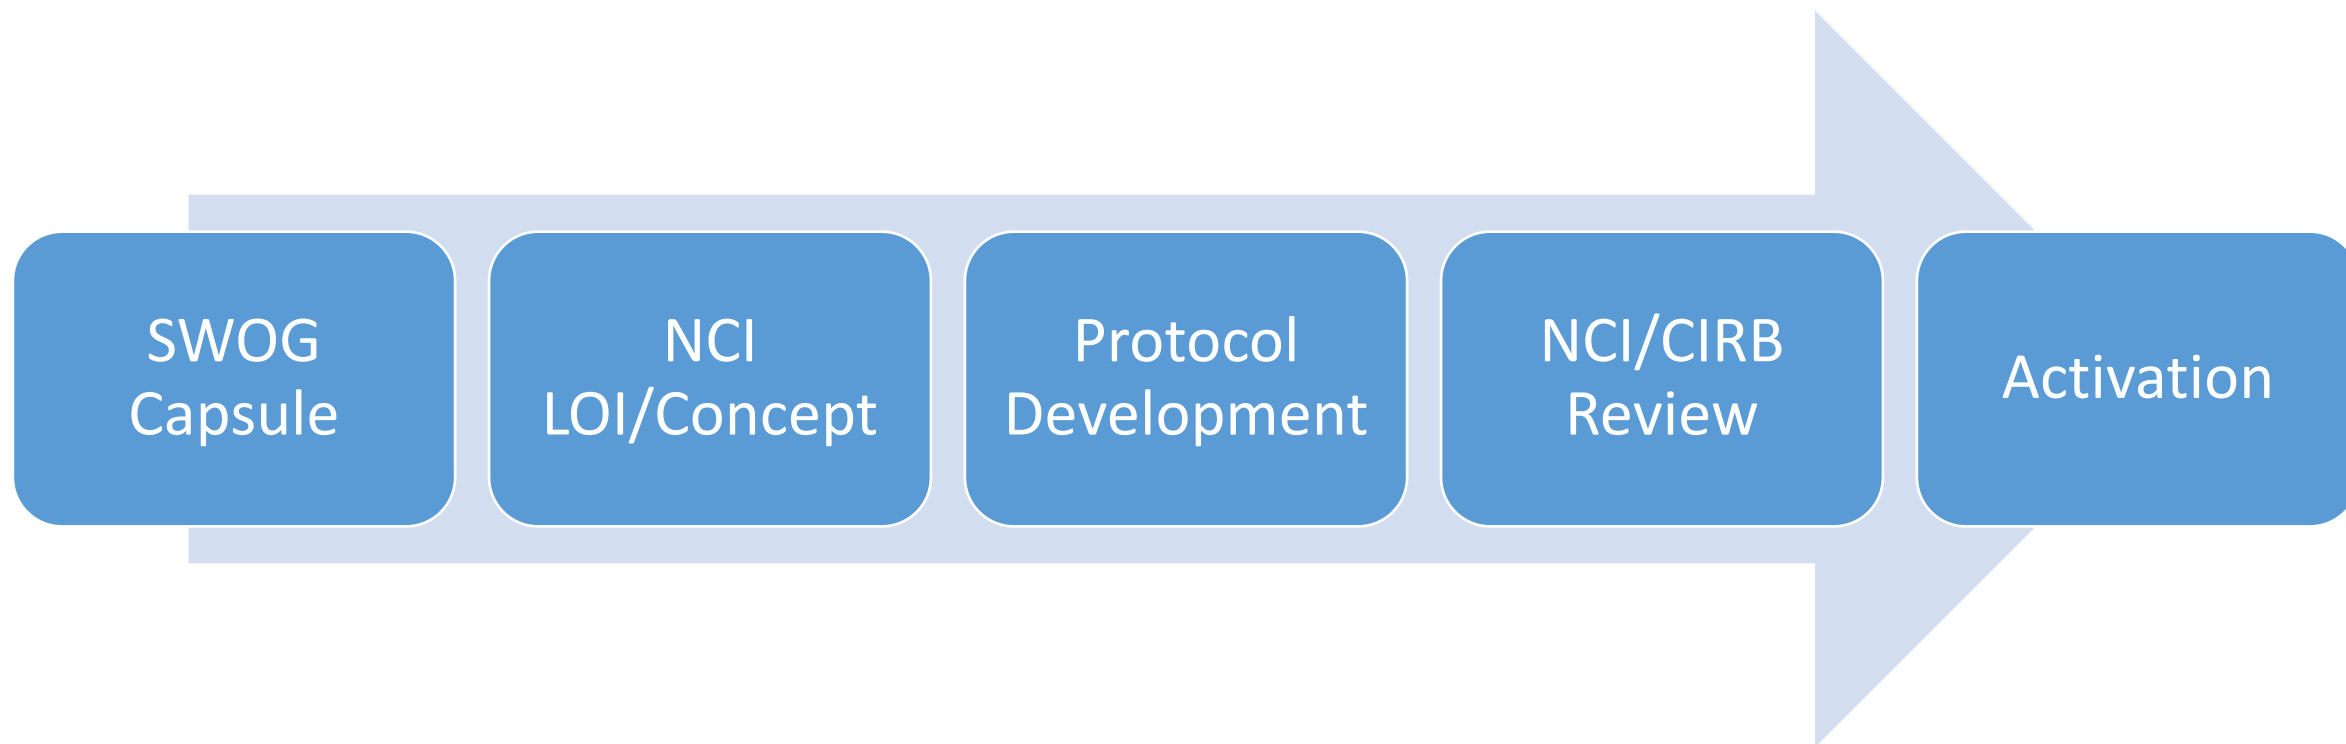 SWOG
Capsule
NCI
LOI/Concept
Protocol
Development
NCI/CIRB
Review
Activation